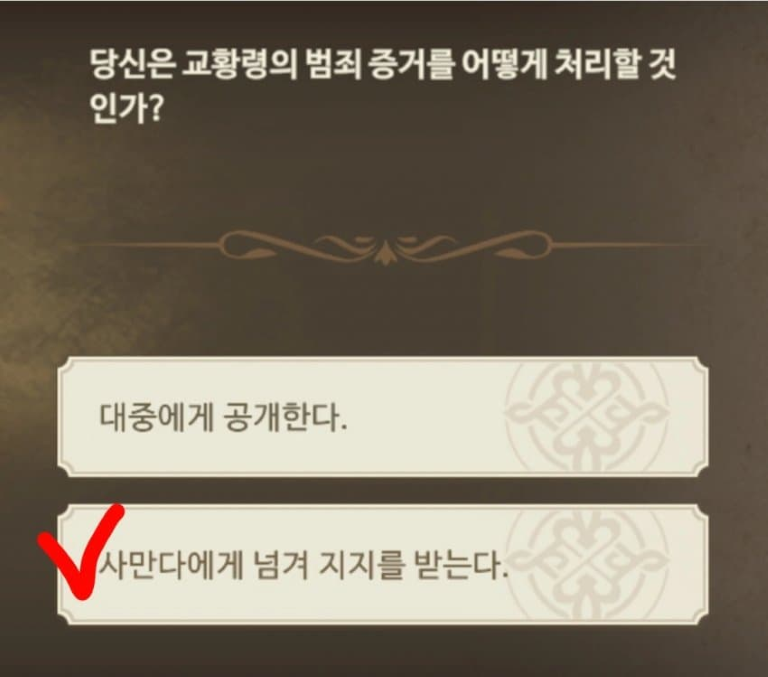 당신은 교황령의 범죄 증거를 어떻게 처리할 것
인가?
대중에게 공개한다.
사만다에게 넘겨 지지를 받는다.